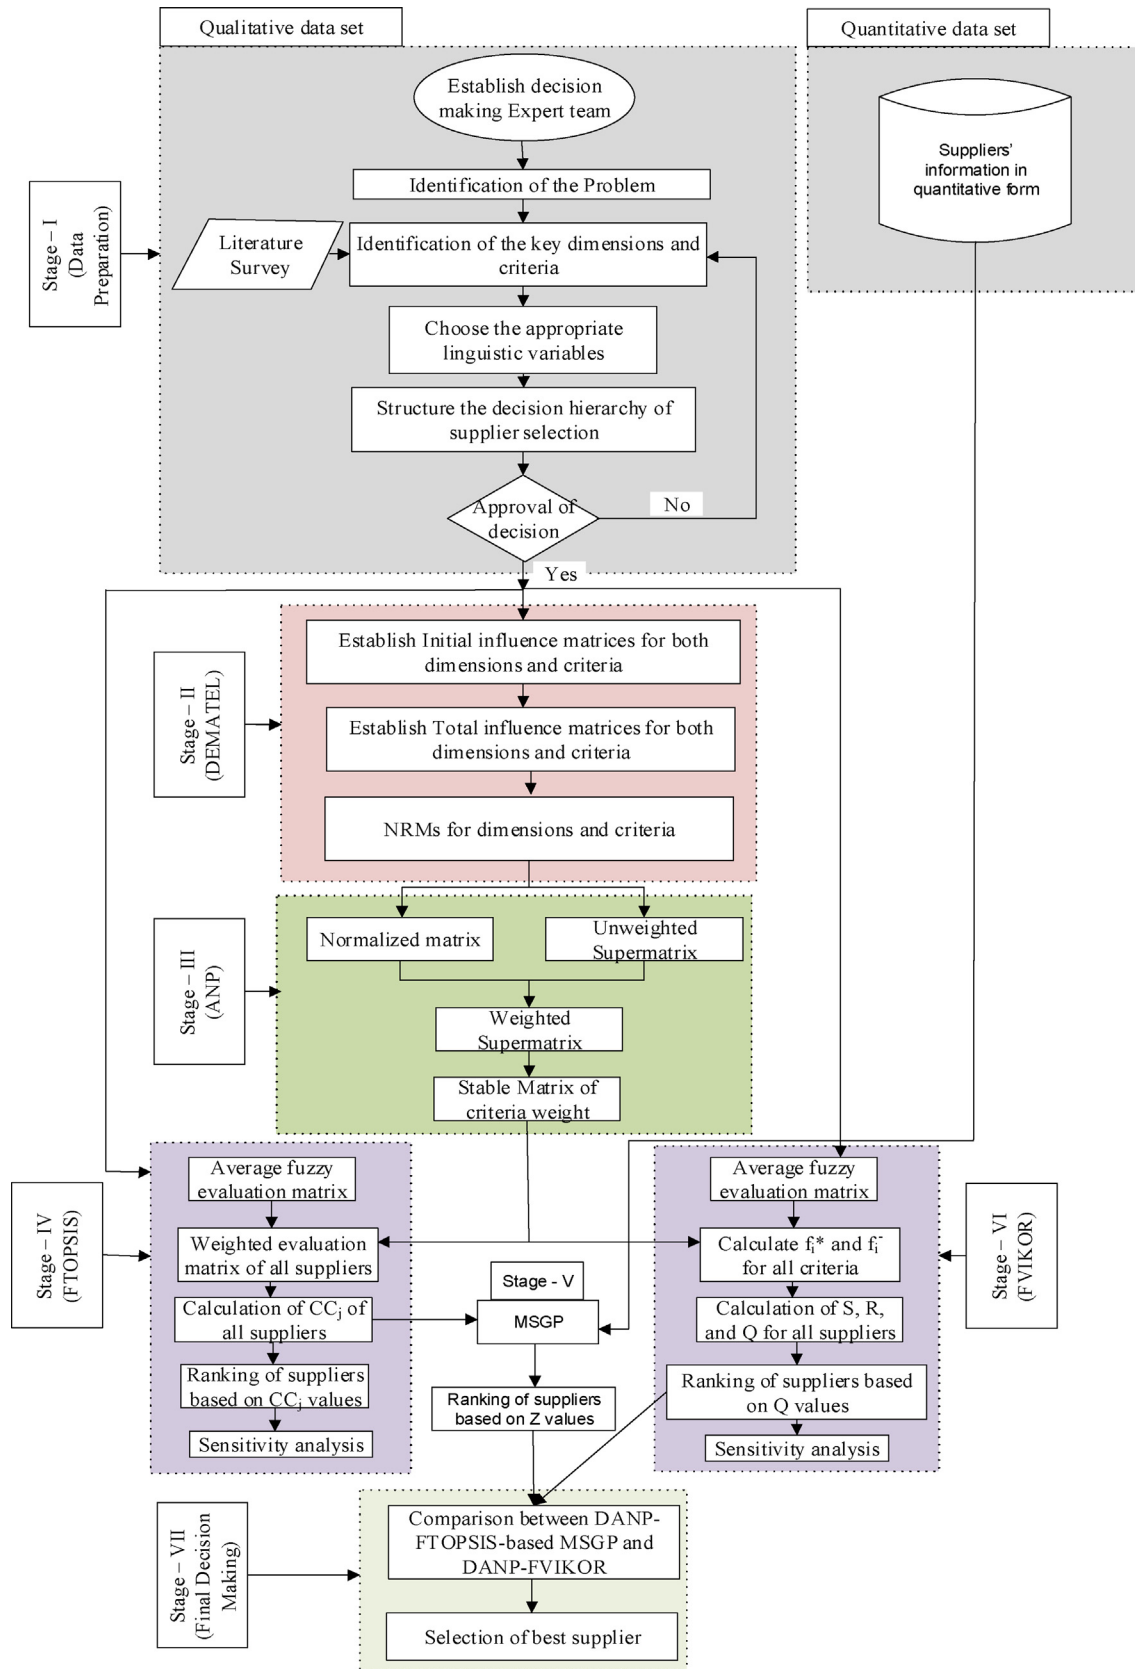 Qualitative data set
Quantitative data set
Establish decision
making Expert team
Suppliers'
information in
quantitative form
Identification of the Problem
Stage – I
(Data
Preparation)
Literature
Survey
Identification of the key dimensions and
criteria
Choose the appropriate
linguistic variables
Structure the decision hierarchy of
supplier selection
Approval of
decision
No
Yes
Stage – II
(DEMATEL)
Establish Initial influence matrices for both
dimensions and criteria
Establish Total influence matrices for both
dimensions and criteria
NRMs for dimensions and criteria
Stage – III
(ANP)
Normalized matrix
Unweighted
Supermatrix
Weighted
Supermatrix
Stable Matrix of
criteria weight
Stage – IV
(FTOPSIS)
Average fuzzy
evaluation matrix
Weighted evaluation
matrix of all suppliers
Calculation of CCj of
all suppliers
Ranking of suppliers
based on CCj values
Sensitivity analysis
Stage - V
MSGP
Ranking of suppliers
based on Z values
Stage – VI
(FVIKOR)
Average fuzzy
evaluation matrix
Calculate fi* and fi-
for all criteria
Calculation of S, R,
and Q for all suppliers
Ranking of suppliers based
on Q values
Sensitivity analysis
Stage – VII
(Final Decision
Making)
Comparison between DANP-
FTOPSIS-based MSGP and
DANP-FVIKOR
Selection of best supplier